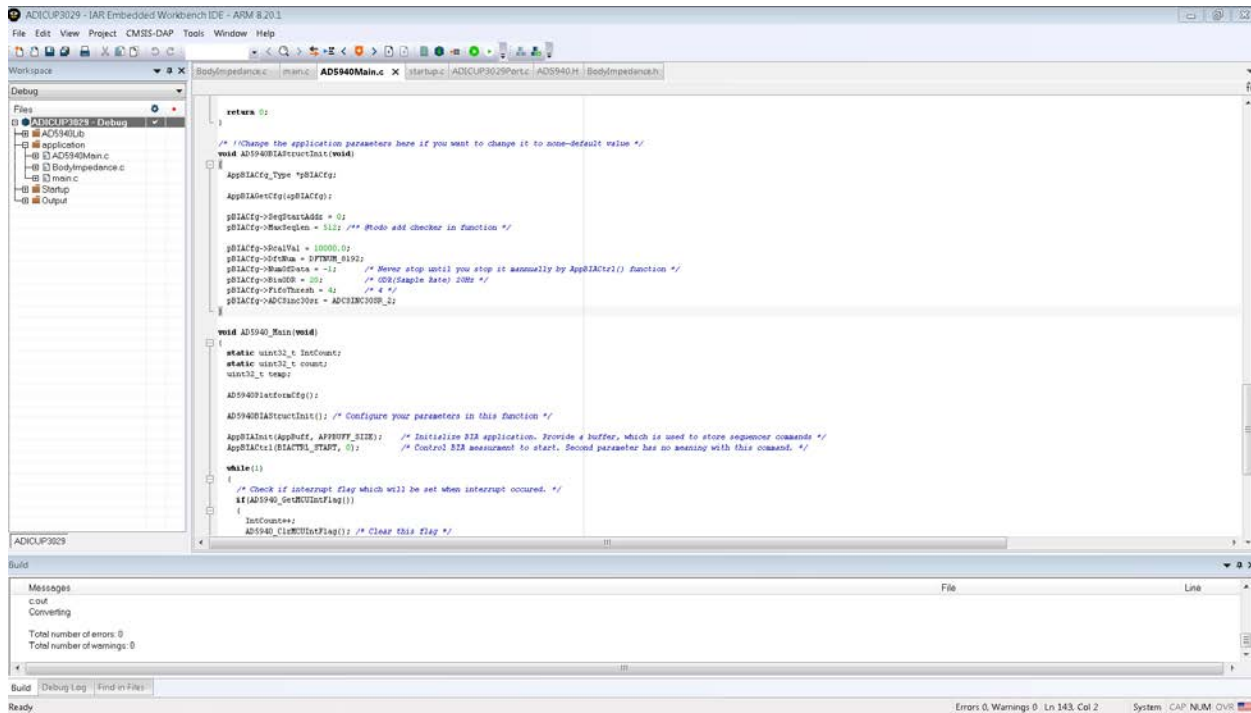 ADICUP3029 - IAR Embedded Workbench IDE - ARM 8.20.1
File Edit View Project CMSIS-DAP Tools Window Help
Workspace
BodyImpedance.c main.c AD5940Main.c startup.c ADICUP3029Port.c AD5940.H BodyImpedance.h
Debug
Files
ADICUP3029 - Debug
AD5940Lib
application
AD5940Main.c
BodyImpedance.c
main.c
Startup
Output
return 0;
}
/* !!Change the application parameters here if you want to change it to none-default value */
void AD5940BIAStructInit(void)
{
AppBIACfg_Type *pBIACfg;
AppBIAGetCfg(&pBIACfg);
pBIACfg->SeqStartAddr = 0;
pBIACfg->MaxSeqLen = 512; /** @todo add checker in function */
pBIACfg->RcalVal = 10000.0;
pBIACfg->DftNum = DFTNUM_8192;
pBIACfg->NumOfData = -1; /* Never stop until you stop it mannually by AppBIACtrl() function */
pBIACfg->BiaODR = 20; /* ODR(Sample Rate) 20Hz */
pBIACfg->FifoThresh = 4; /* 4 */
pBIACfg->ADCSinc3Osr = ADCSINC3OSR_2;
}
void AD5940_Main(void)
{
static uint32_t IntCount;
static uint32_t count;
uint32_t temp;
AD5940PlatformCfg();
AD5940BIAStructInit(); /* Configure your parameters in this function */
AppBIAInit(AppBuff, APPBUFF_SIZE); /* Initialize BIA application. Provide a buffer, which is used to store sequencer commands */
AppBIACtrl(BIACTRL_START, 0); /* Control BIA measurment to start. Second parameter has no meaning with this command. */
while(1)
{
/* Check if interrupt flag which will be set when interrupt occured. */
if(AD5940_GetMCUIntFlag())
{
IntCount++;
AD5940_ClrMCUIntFlag(); /* Clear this flag */
ADICUP3029
Build
Messages File Line
c.out
Converting
Total number of errors: 0
Total number of warnings: 0
Build Debug Log Find in Files
Ready Errors 0, Warnings 0 Ln 143, Col 2 System CAP NUM OVR